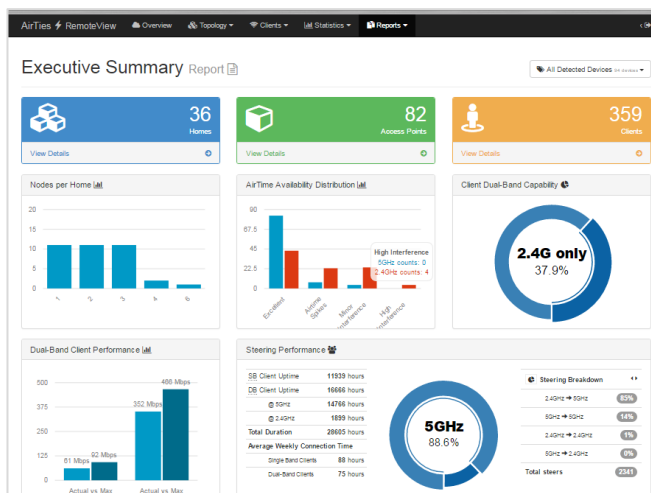 AirTies RemoteView Overview Topology Clients Statistics Reports
Executive Summary Report
All Detected Devices
36
Homes
View Details
82
Access Points
View Details
359
Clients
View Details
Nodes per Home
20
15
10
5
0
1
2
3
4
6
AirTime Availability Distribution
90
67.5
45
22.5
0
Excellent
Airtime
Spikes
Minor
Interference
High
Interference
High Interference
5GHz counts: 0
2.4GHz counts: 4
Client Dual-Band Capability
2.4G only
37.9%
Dual-Band Client Performance
500
375
250
125
0
61 Mbps
92 Mbps
352 Mbps
466 Mbps
Actual vs Max
Actual vs Max
Steering Performance
SB Client Uptime 11939 hours
DB Client Uptime 16666 hours
@ 5GHz 14766 hours
@ 2.4GHz 1899 hours
Total Duration 28605 hours
Average Weekly Connection Time
Single Band Clients 88 hours
Dual-Band Clients 75 hours
5GHz
88.6%
Steering Breakdown
2.4GHz → 5GHz 85%
5GHz → 5GHz 14%
2.4GHz → 2.4GHz 1%
5GHz → 2.4GHz 0%
Total steers 2341